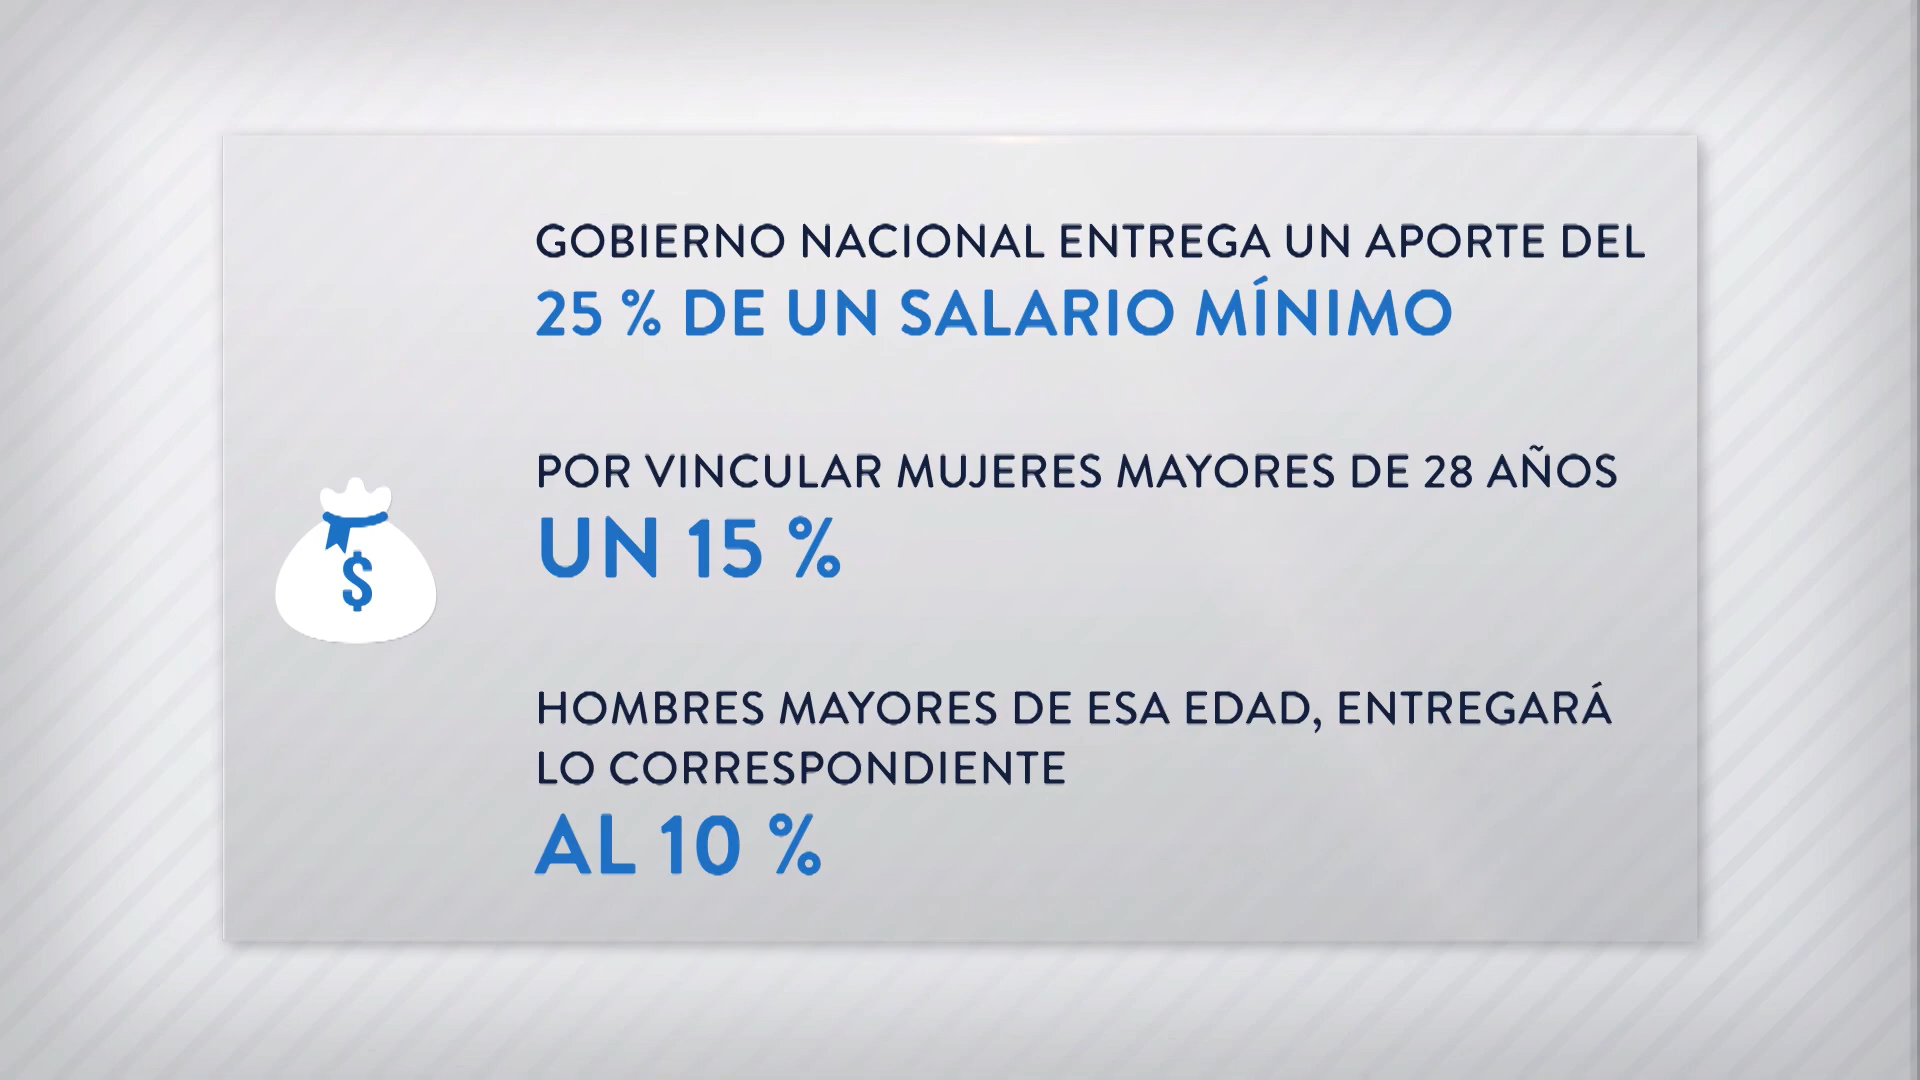 GOBIERNO NACIONAL ENTREGA UN APORTE DEL
25 % DE UN SALARIO MÍNIMO
POR VINCULAR MUJERES MAYORES DE 28 AÑOS
UN 15 %
$
HOMBRES MAYORES DE ESA EDAD, ENTREGARÁ
LO CORRESPONDIENTE
AL 10 %